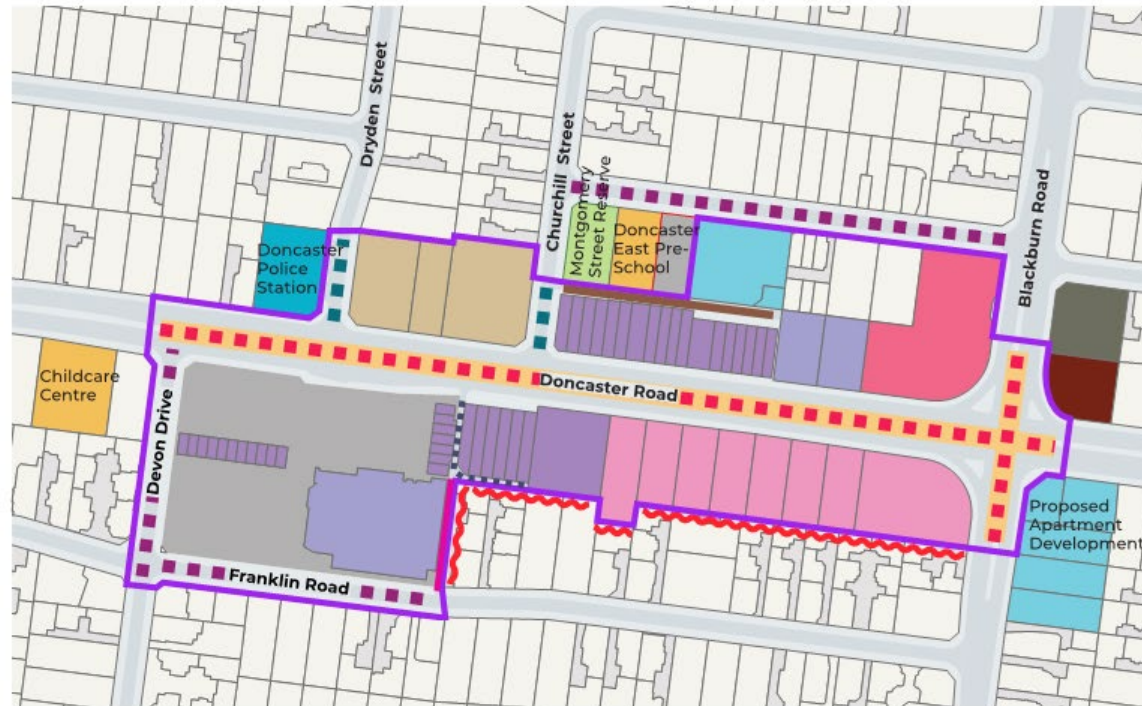 Dryden Street
Churchill Street
Montgomery
Street Reserve
Doncaster
East Pre-
School
Blackburn Road
Doncaster
Police
Station
Childcare
Centre
Doncaster Road
Devon Drive
Proposed
Apartment
Development
Franklin Road